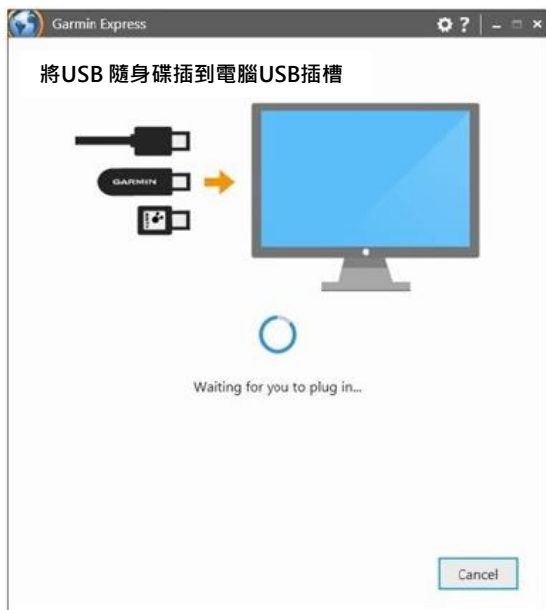 Garmin Express
?
將USB 隨身碟插到電腦USB插槽
GARMIN
Waiting for you to plug in...
Cancel